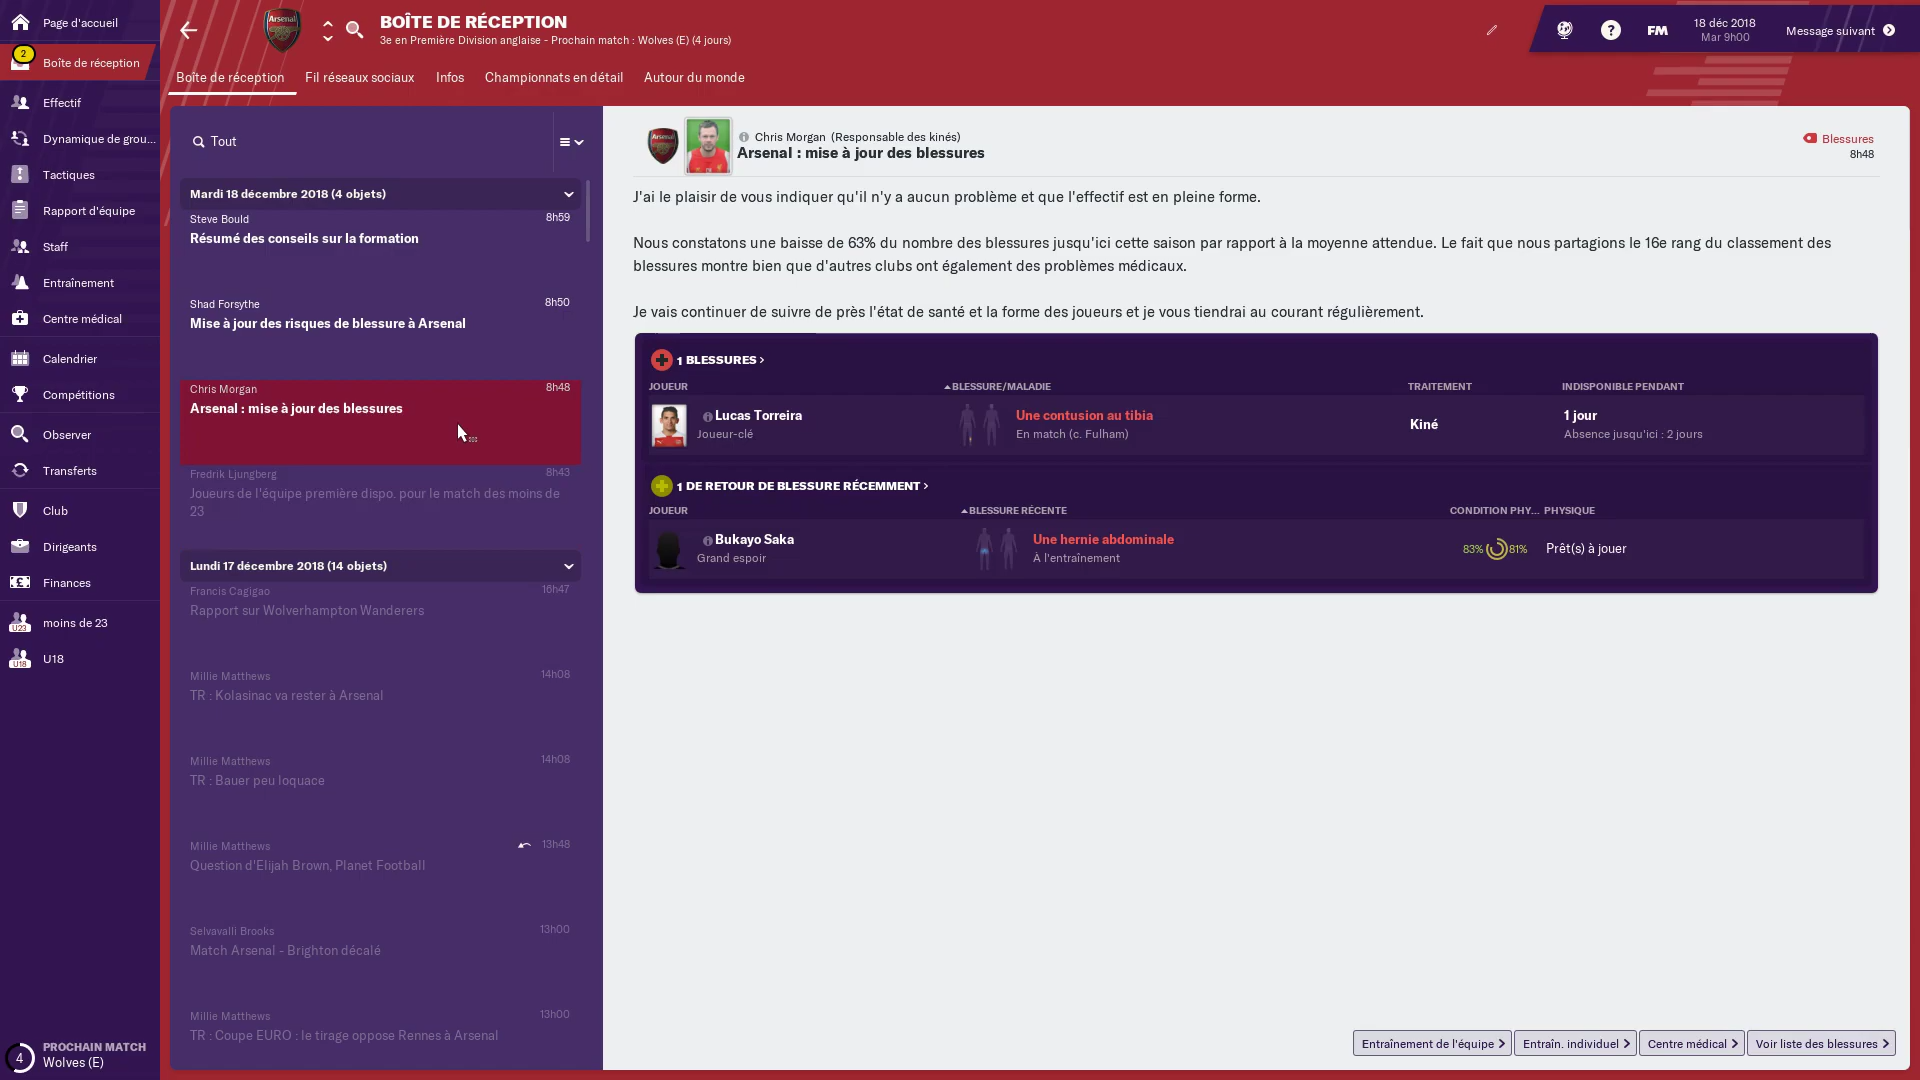 Page d'accueil
2
Boîte de réception
Effectif
Dynamique de grou...
Tactiques
Rapport d'équipe
Staff
Entraînement
Centre médical
Calendrier
Compétitions
Observer
Transferts
Club
Dirigeants
Finances
U23
moins de 23
U18
U18
4
PROCHAIN MATCH
Wolves (E)
Arsenal
BOÎTE DE RÉCEPTION
3e en Première Division anglaise - Prochain match : Wolves (E) (4 jours)
?
FM
18 déc 2018
Mar 9h00
Message suivant
Boîte de réception
Fil réseaux sociaux
Infos
Championnats en détail
Autour du monde
Tout
Mardi 18 décembre 2018 (4 objets)
Steve Bould 8h59
Résumé des conseils sur la formation
Shad Forsythe 8h50
Mise à jour des risques de blessure à Arsenal
Chris Morgan 8h48
Arsenal : mise à jour des blessures
Fredrik Ljungberg 8h43
Joueurs de l'équipe première dispo. pour le match des moins de
23
Lundi 17 décembre 2018 (14 objets)
Francis Cagigao 16h47
Rapport sur Wolverhampton Wanderers
Millie Matthews 14h08
TR : Kolasinac va rester à Arsenal
Millie Matthews 14h08
TR : Bauer peu loquace
Millie Matthews 13h48
Question d'Elijah Brown, Planet Football
Selvavalli Brooks 13h00
Match Arsenal - Brighton décalé
Millie Matthews 13h00
TR : Coupe EURO : le tirage oppose Rennes à Arsenal
Arsenal
Chris Morgan (Responsable des kinés)
Arsenal : mise à jour des blessures
Blessures
8h48
J'ai le plaisir de vous indiquer qu'il n'y a aucun problème et que l'effectif est en pleine forme.
Nous constatons une baisse de 63% du nombre des blessures jusqu'ici cette saison par rapport à la moyenne attendue. Le fait que nous partagions le 16e rang du classement des
blessures montre bien que d'autres clubs ont également des problèmes médicaux.
Je vais continuer de suivre de près l'état de santé et la forme des joueurs et je vous tiendrai au courant régulièrement.
1 BLESSURES >
JOUEUR BLESSURE/MALADIE TRAITEMENT INDISPONIBLE PENDANT
Lucas Torreira Une contusion au tibia Kiné 1 jour
Joueur-clé En match (c. Fulham) Absence jusqu'ici : 2 jours
1 DE RETOUR DE BLESSURE RÉCEMMENT >
JOUEUR BLESSURE RÉCENTE CONDITION PHY... PHYSIQUE
Bukayo Saka Une hernie abdominale 83% 81% Prêt(s) à jouer
Grand espoir À l'entraînement
Entraînement de l'équipe >
Entraîn. individuel >
Centre médical >
Voir liste des blessures >